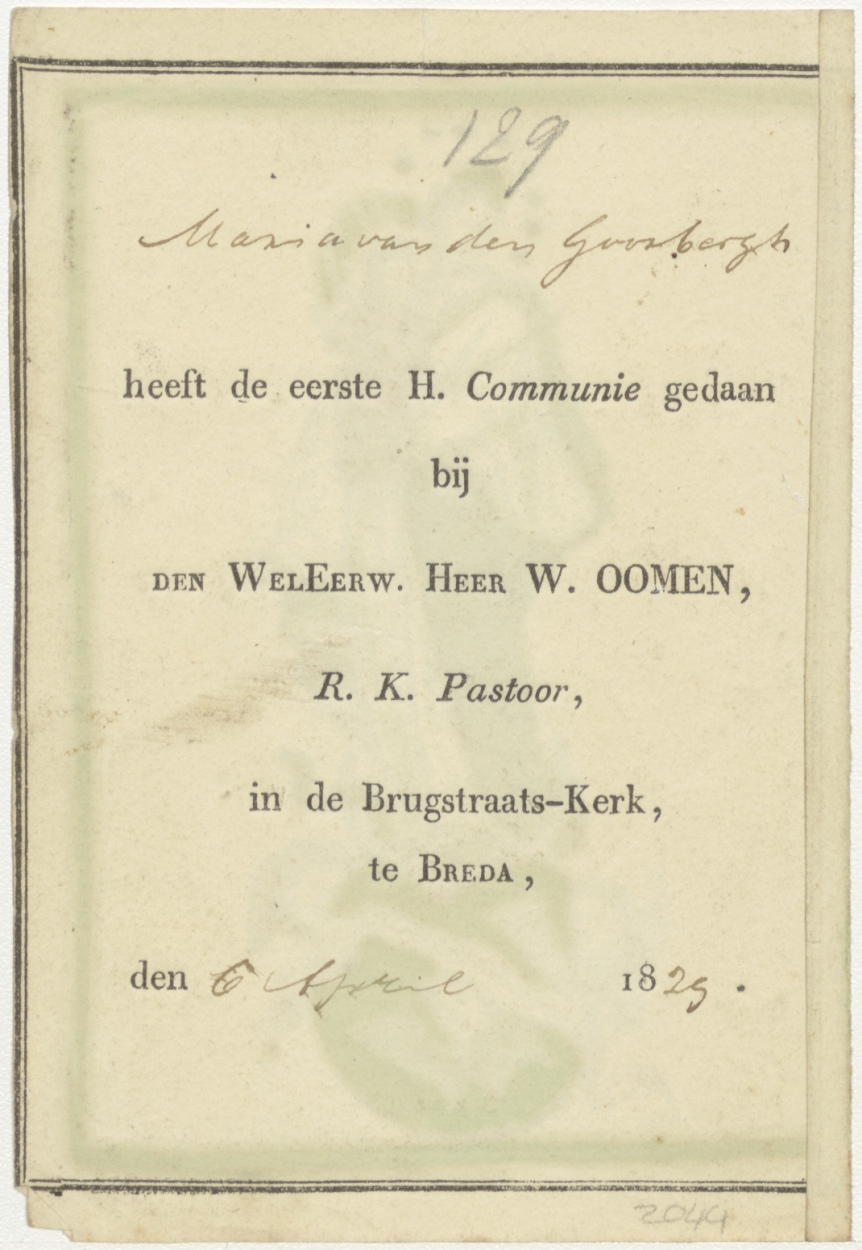 129
Maria van den Goorbergh
heeft de eerste H. Communie gedaan
bij
DEN WELEERW. HEER W. OOMEN,
R. K. Pastoor,
in de Brugstraats-Kerk,
te BREDA,
den 6 April 1829.
2044